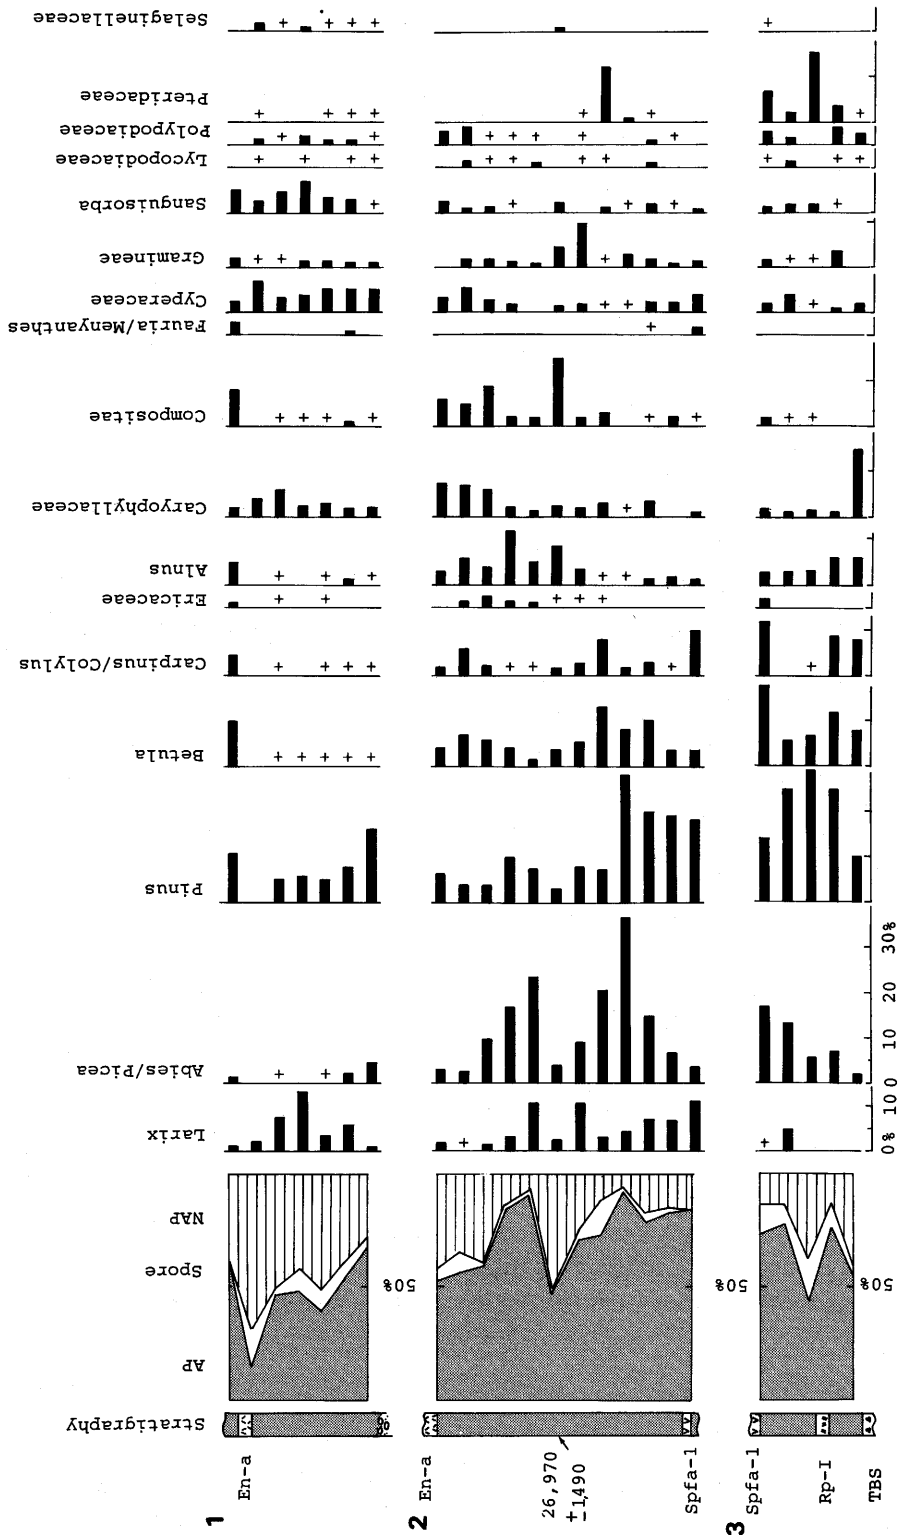 Selaginellaceae
Pteridaceae
Polypodiaceae
Lycopodiaceae
Sanguisorba
Gramineae
Cyperaceae
Fauria/Menyanthes
Compositae
Caryophyllaceae
Alnus
Ericaceae
Carpinus/Colylus
Betula
Pinus
Abies/Picea
Larix
NAP
Spore
AP
Stratigraphy
0 10 20 30%
0% 10
50%
50%
50%
1
En-a
2
En-a
26,970
±1,490
Spfa-1
3
Spfa-1
Rp-I
TBS